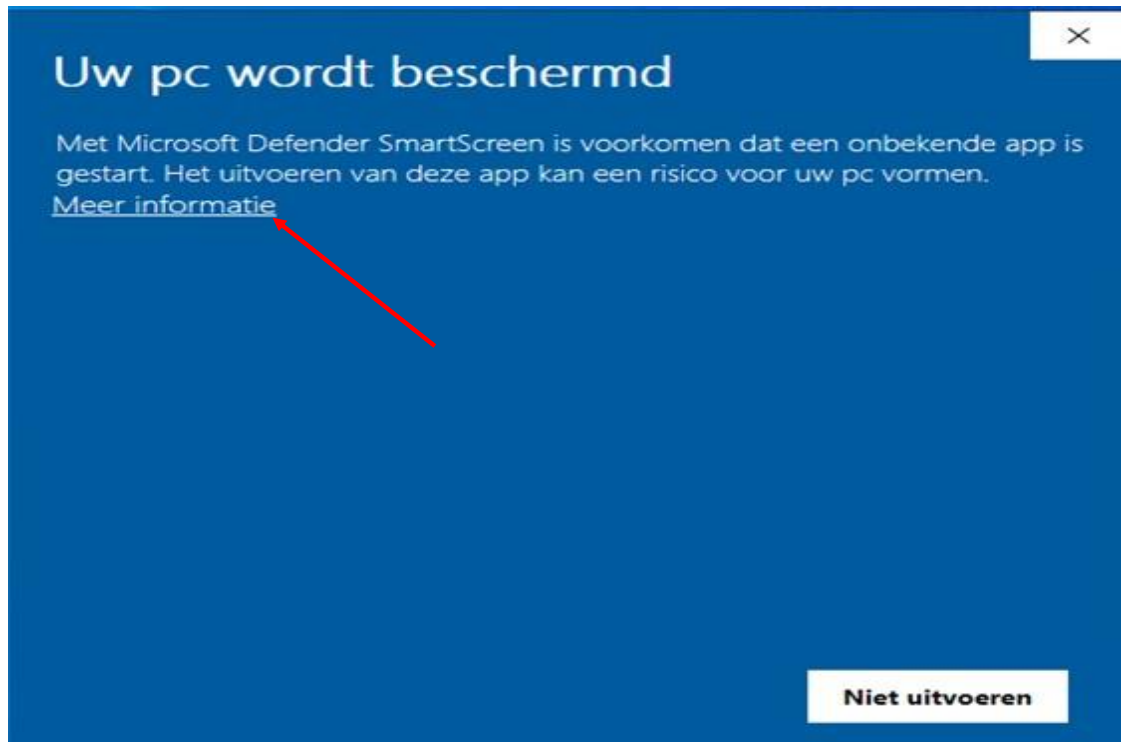 Uw pc wordt beschermd
Met Microsoft Defender SmartScreen is voorkomen dat een onbekende app is
gestart. Het uitvoeren van deze app kan een risico voor uw pc vormen.
Meer informatie
Niet uitvoeren